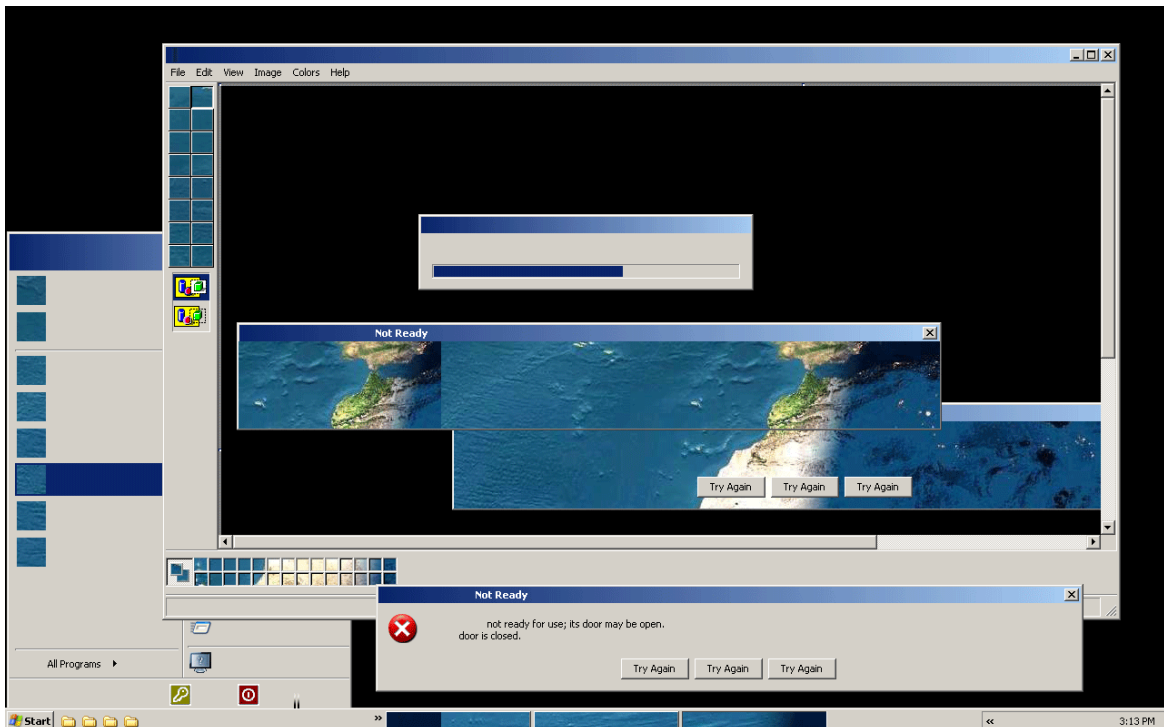 File Edit View Image Colors Help
Not Ready
Try Again Try Again Try Again
Not Ready
not ready for use; its door may be open.
door is closed.
Try Again Try Again Try Again
All Programs
Start
3:13 PM